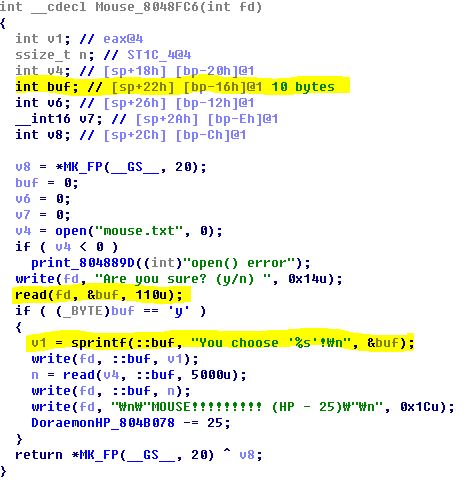 int __cdecl Mouse_8048FC6(int fd)
{
int v1; // eax@4
ssize_t n; // ST1C_4@4
int v4; // [sp+18h] [bp-20h]@1
int buf; // [sp+22h] [bp-16h]@1 10 bytes
int v6; // [sp+26h] [bp-12h]@1
__int16 v7; // [sp+2Ah] [bp-Eh]@1
int v8; // [sp+2Ch] [bp-Ch]@1
v8 = *MK_FP(__GS__, 20);
buf = 0;
v6 = 0;
v7 = 0;
v4 = open("mouse.txt", 0);
if ( v4 < 0 )
print_804889D((int)"open() error");
write(fd, "Are you sure? (y/n) ", 0x14u);
read(fd, &buf, 110u);
if ( (_BYTE)buf == 'y' )
{
v1 = sprintf(::buf, "You choose '%s'!₩n", &buf);
write(fd, ::buf, v1);
n = read(v4, ::buf, 5000u);
write(fd, ::buf, n);
write(fd, "₩n₩"MOUSE!!!!!!!!! (HP - 25)₩"₩n", 0x1Cu);
DoraemonHP_804B078 -= 25;
}
return *MK_FP(__GS__, 20) ^ v8;
}